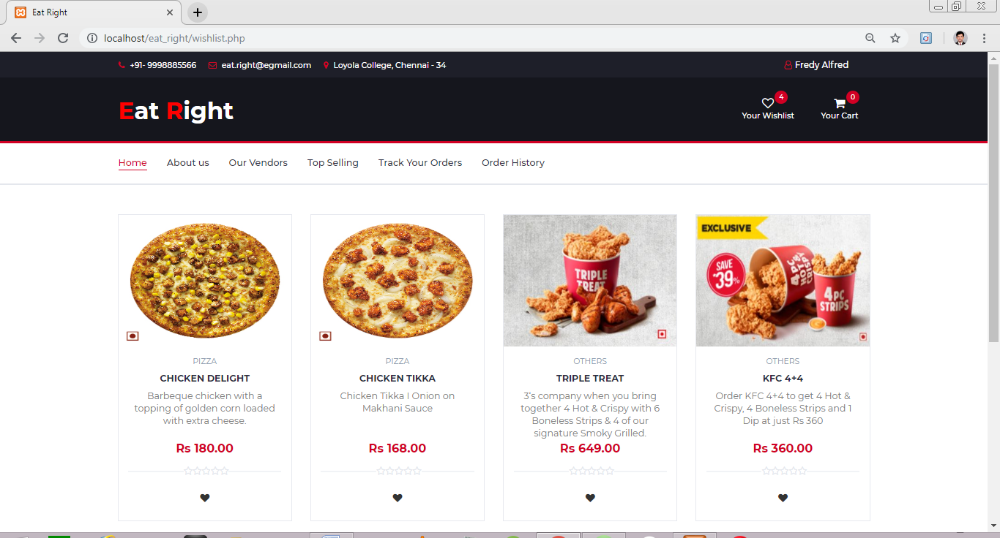 Eat Right
localhost/eat_right/wishlist.php
+91- 9998885566 eat.right@egmail.com Loyola College, Chennai - 34 Fredy Alfred
Eat Right
4
Your Wishlist
0
Your Cart
Home About us Our Vendors Top Selling Track Your Orders Order History
PIZZA
CHICKEN DELIGHT
Barbeque chicken with a
topping of golden corn loaded
with extra cheese.
Rs 180.00
PIZZA
CHICKEN TIKKA
Chicken Tikka I Onion on
Makhani Sauce
Rs 168.00
TRIPLE
TREAT
OTHERS
TRIPLE TREAT
3's company when you bring
together 4 Hot & Crispy with 6
Boneless Strips & 4 of our
signature Smoky Grilled.
Rs 649.00
EXCLUSIVE
SAVE
39%
4 PC
HOT
CRISPY
4PC
STRIPS
OTHERS
KFC 4+4
Order KFC 4+4 to get 4 Hot &
Crispy, 4 Boneless Strips and 1
Dip at just Rs 360
Rs 360.00